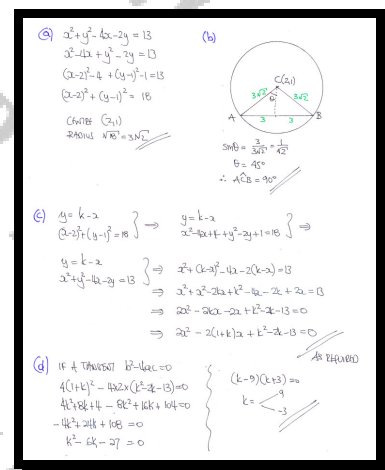 (a) x²+y²-4x-2y = 13
x²-4x+y²-2y = 13
(x-2)²-4+(y-1)²-1=13
(x-2)²+(y-1)² = 18
CENTRE (2,1)
RADIUS √18 = 3√2
(b)
C(2,1)
3√2 θ 3√2
A 3 3 B
sinθ = 3/3√2 = 1/√2
θ = 45°
∴ AĈB = 90°
(c) y = k-x
(x-2)²+(y-1)² = 18 } ⇒ y = k-x
x²-4x+4+y²-2y+1=18 } ⇒
y = k-x
x²+y²-4x-2y = 13 } ⇒ x²+(k-x)²-4x-2(k-x)=13
⇒ x²+x²-2kx+k²-4x-2k+2x=13
⇒ 2x²-2kx-2x+k²-2k-13=0
⇒ 2x²-2(1+k)x+k²-2k-13=0
AS REQUIRED
(d) IF A TANGENT b²-4ac=0
4(1+k)²-4x2x(k²-2k-13)=0
4k²+8k+4-8k²+16k+104=0
-4k²+24k+108=0
k²-6k-27=0
(k-9)(k+3)=0
k= 9
-3